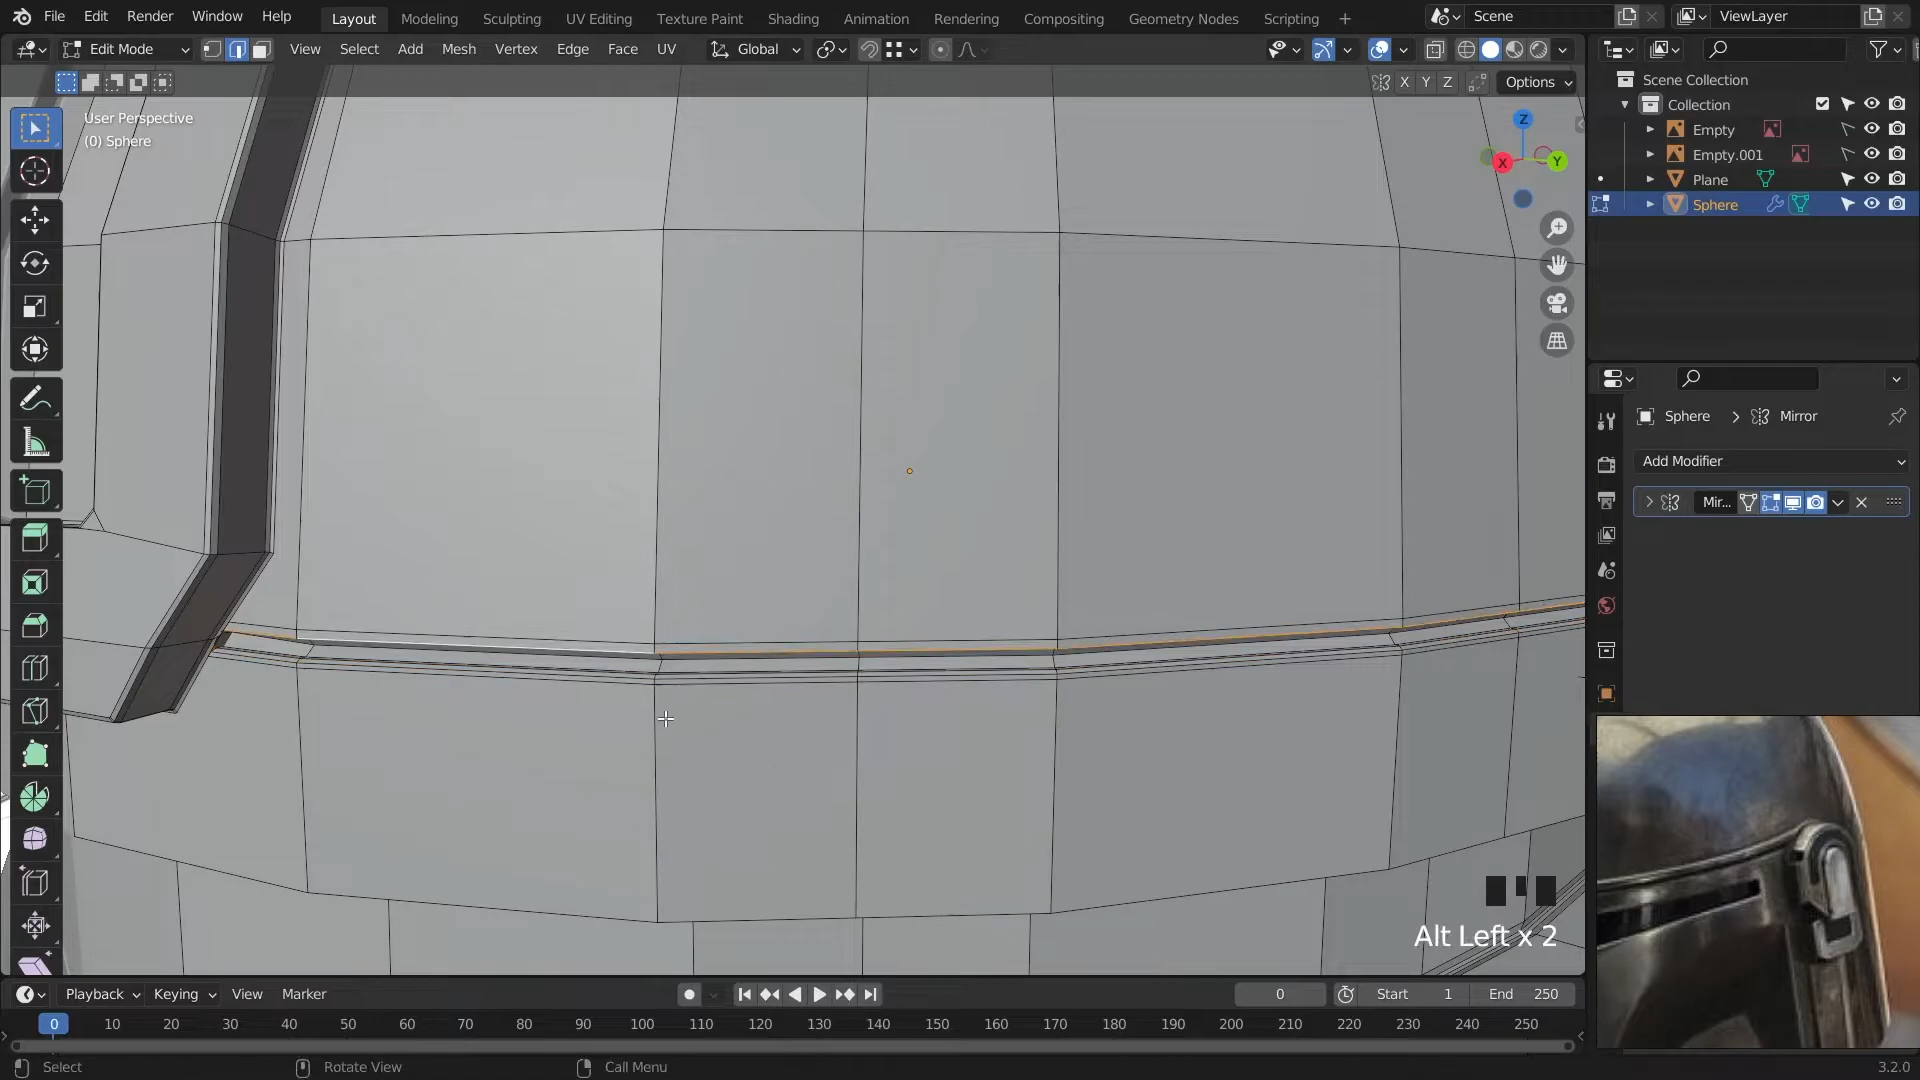 File Edit Render Window Help Layout Modeling Sculpting UV Editing Texture Paint Shading Animation Rendering Compositing Geometry Nodes Scripting + Scene ViewLayer
Edit Mode View Select Add Mesh Vertex Edge Face UV Global
X Y Z Options
User Perspective
(0) Sphere
Z
X Y
Scene Collection
Collection
Empty
Empty.001
Plane
Sphere
Sphere > Mirror
Add Modifier
Mir...
Alt Left x 2
Playback Keying View Marker 0 Start 1 End 250
0 10 20 30 40 50 60 70 80 90 100 110 120 130 140 150 160 170 180 190 200 210 220 230 240 250
Select Rotate View Call Menu 3.2.0